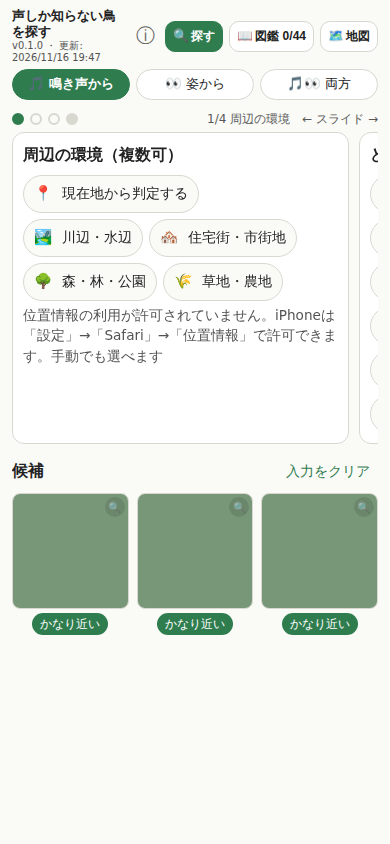 声しか知らない鳥
を探す
v0.1.0 · 更新:
2026/11/16 19:47
ⓘ
🔍 探す
📖 図鑑 0/44
🗺️ 地図
🎵 鳴き声から
👀 姿から
🎵👀 両方
1/4 周辺の環境 ← スライド →
周辺の環境（複数可）
📍 現在地から判定する
🏞️ 川辺・水辺
🏘️ 住宅街・市街地
🌳 森・林・公園
🌾 草地・農地
位置情報の利用が許可されていません。iPhoneは
「設定」→「Safari」→「位置情報」で許可できま
す。手動でも選べます
候補
入力をクリア
かなり近い
かなり近い
かなり近い